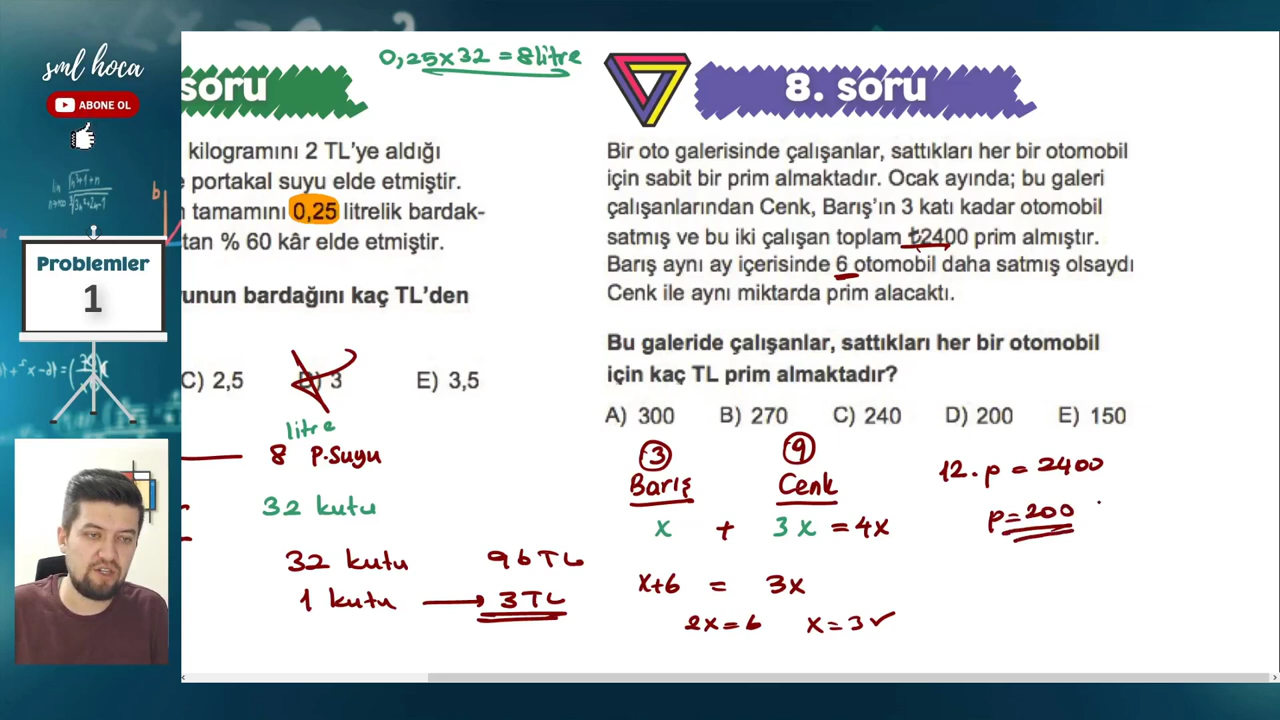 sml hoca
ABONE OL
Problemler
1
soru
0,25x32 = 8litre
kilogramını 2 TL'ye aldığı
portakal suyu elde etmiştir.
tamamını 0,25 litrelik bardak-
tan % 60 kâr elde etmiştir.
unun bardağını kaç TL'den
C) 2,5 D) 3 E) 3,5
litre
8 P.Suyu
32 kutu
32 kutu 96 TL
1 kutu 3 TL
8. soru
Bir oto galerisinde çalışanlar, sattıkları her bir otomobil
için sabit bir prim almaktadır. Ocak ayında; bu galeri
çalışanlarından Cenk, Barış'ın 3 katı kadar otomobil
satmış ve bu iki çalışan toplam ₺2400 prim almıştır.
Barış aynı ay içerisinde 6 otomobil daha satmış olsaydı
Cenk ile aynı miktarda prim alacaktı.
Bu galeride çalışanlar, sattıkları her bir otomobil
için kaç TL prim almaktadır?
A) 300 B) 270 C) 240 D) 200 E) 150
3 9
Barış Cenk
x + 3x = 4x
x+6 = 3x
2x = 6 x = 3 ✓
12.p = 2400
p = 200